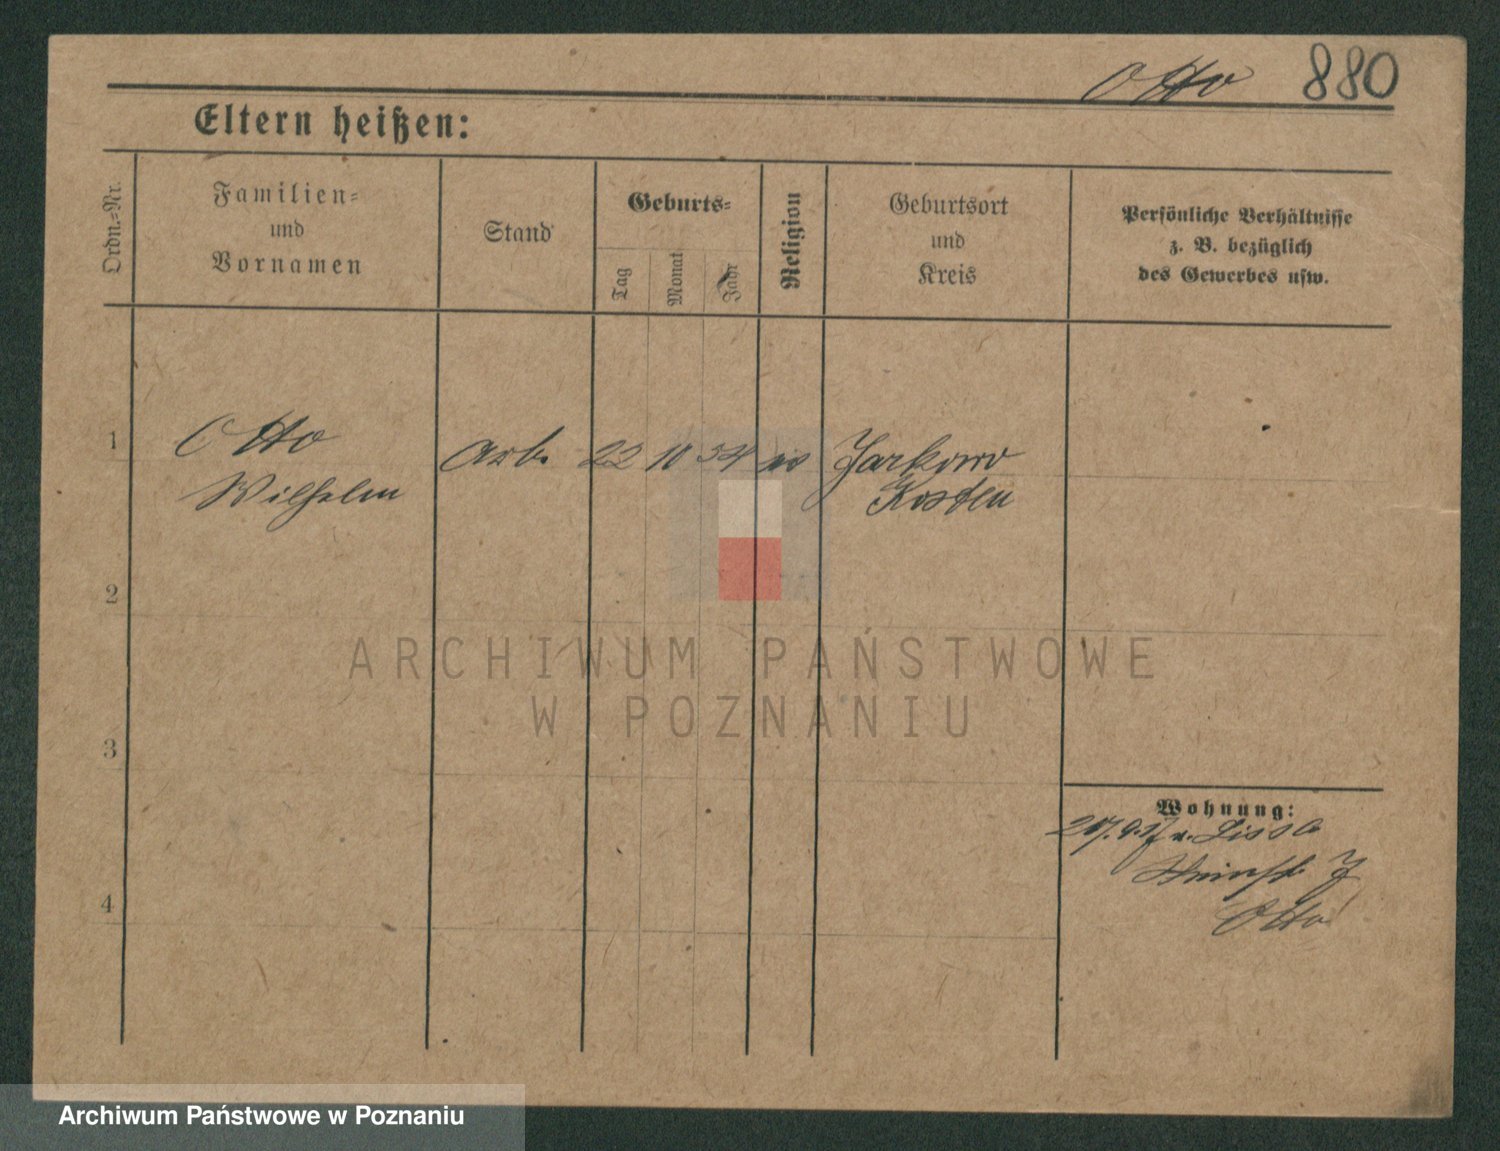 Otto 880
Eltern heißen:
Ordn.=Nr.
Familien=
und
Vornamen
Stand
Geburts=
Tag
Monat
Jahr
Religion
Geburtsort
und
Kreis
Persönliche Verhältnisse
z. B. bezüglich
des Gewerbes usw.
1
Otto Arb. 22 10 54 Jarkowo
Wilhelm Kosten
2
ARCHIWUM PAŃSTWOWE
W POZNANIU
3
Wohnung:
v. Lissa
4
Otto
Archiwum Państwowe w Poznaniu